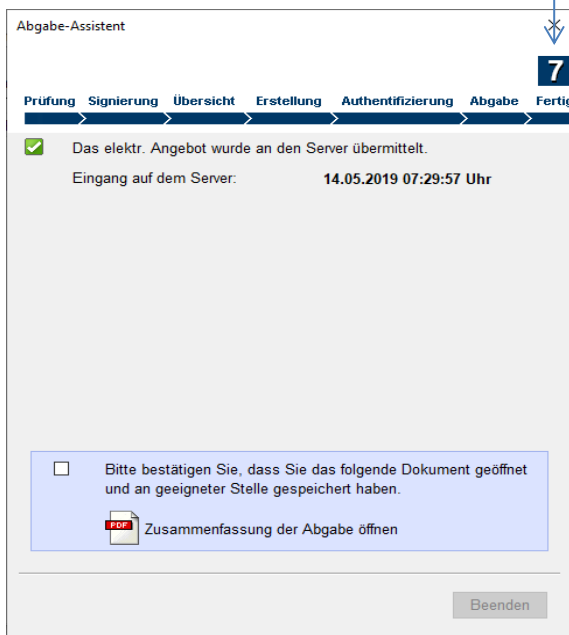 Abgabe-Assistent
7
Prüfung Signierung Übersicht Erstellung Authentifizierung Abgabe Fertig
Das elektr. Angebot wurde an den Server übermittelt.
Eingang auf dem Server: 14.05.2019 07:29:57 Uhr
Bitte bestätigen Sie, dass Sie das folgende Dokument geöffnet
und an geeigneter Stelle gespeichert haben.
PDF Zusammenfassung der Abgabe öffnen
Beenden